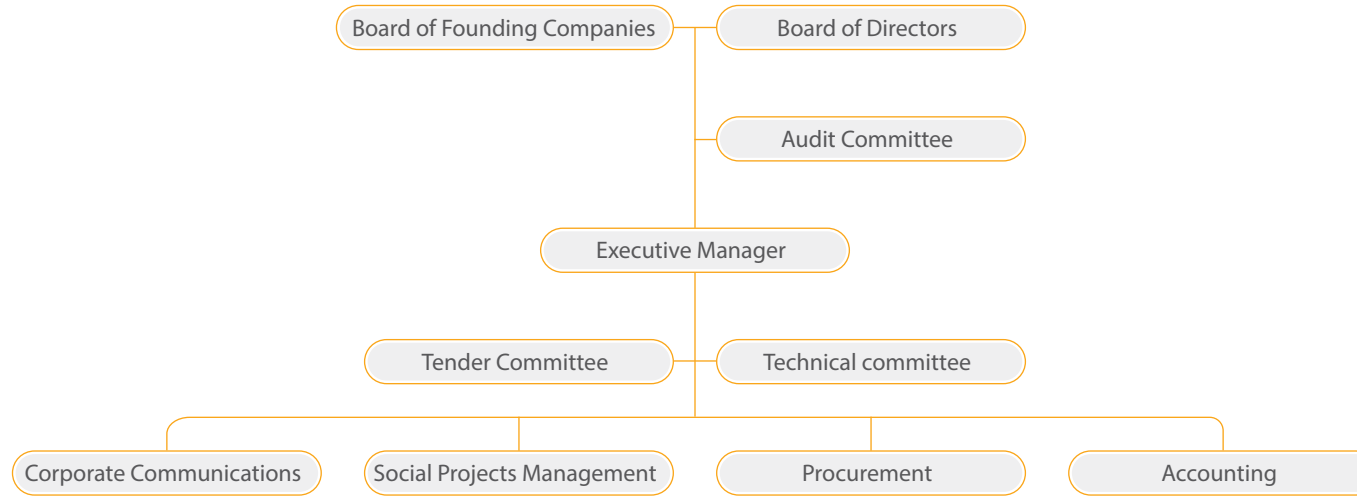 Board of Founding Companies
Board of Directors
Audit Committee
Executive Manager
Tender Committee
Technical committee
Corporate Communications
Social Projects Management
Procurement
Accounting